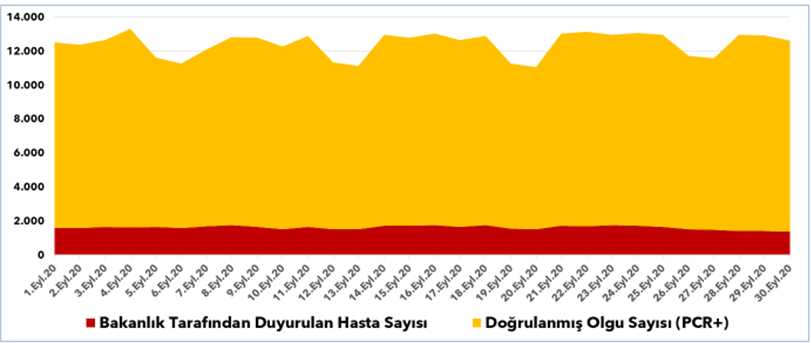 14.000
12.000
10.000
8.000
6.000
4.000
2.000
0
1.Eyl.20
2.Eyl.20
3.Eyl.20
4.Eyl.20
5.Eyl.20
6.Eyl.20
7.Eyl.20
8.Eyl.20
9.Eyl.20
10.Eyl.20
11.Eyl.20
12.Eyl.20
13.Eyl.20
14.Eyl.20
15.Eyl.20
16.Eyl.20
17.Eyl.20
18.Eyl.20
19.Eyl.20
20.Eyl.20
21.Eyl.20
22.Eyl.20
23.Eyl.20
24.Eyl.20
25.Eyl.20
26.Eyl.20
27.Eyl.20
28.Eyl.20
29.Eyl.20
30.Eyl.20
Bakanlık Tarafından Duyurulan Hasta Sayısı
Doğrulanmış Olgu Sayısı (PCR+)